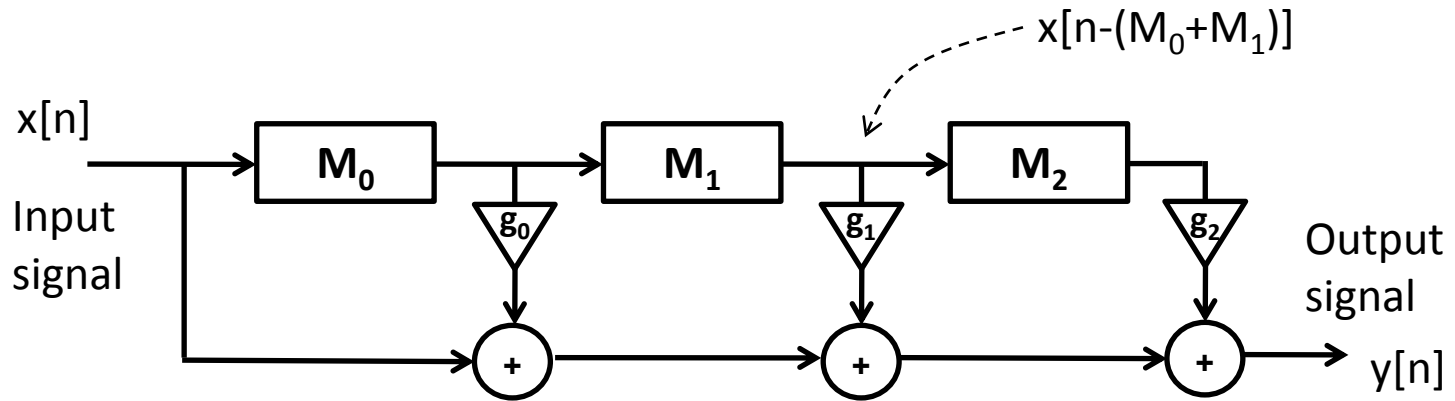 x[n-(M₀+M₁)]
x[n]
M₀
M₁
M₂
Input
signal
g₀
g₁
g₂
Output
signal
+
+
+
y[n]